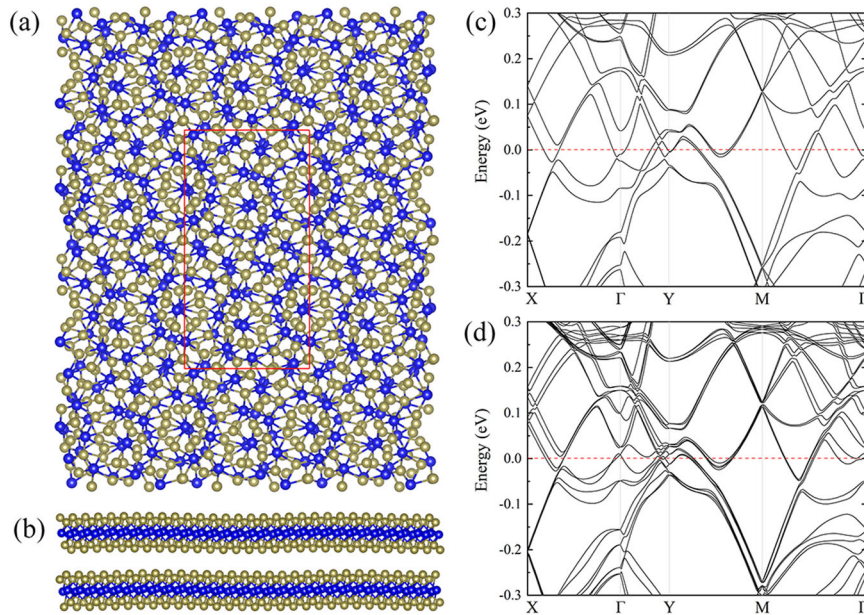 (a)
(b)
(c)
Energy (eV)
0.3
0.2
0.1
0.0
-0.1
-0.2
-0.3
X Γ Y M Γ
(d)
Energy (eV)
0.3
0.2
0.1
0.0
-0.1
-0.2
-0.3
X Γ Y M Γ